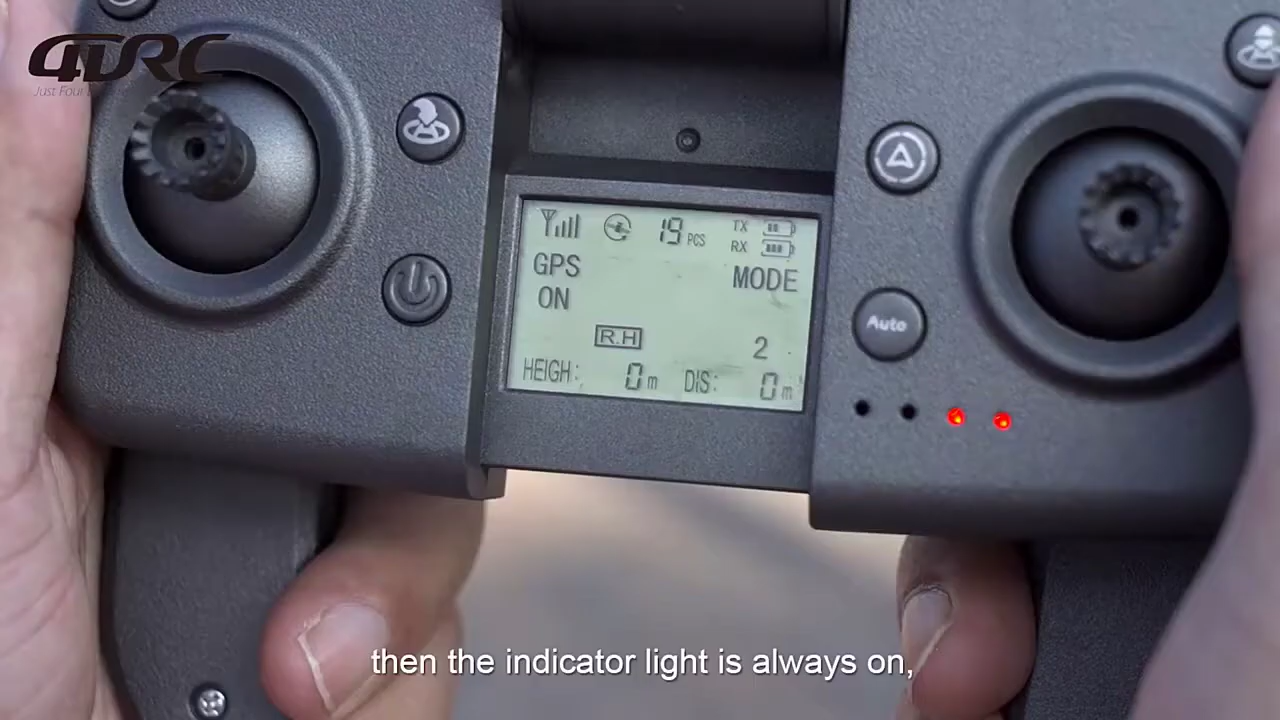 4DRC
19 PCS
TX
RX
GPS
ON
MODE
R.H
2
HEIGH: 0m DIS: 0m
Auto
then the indicator light is always on,